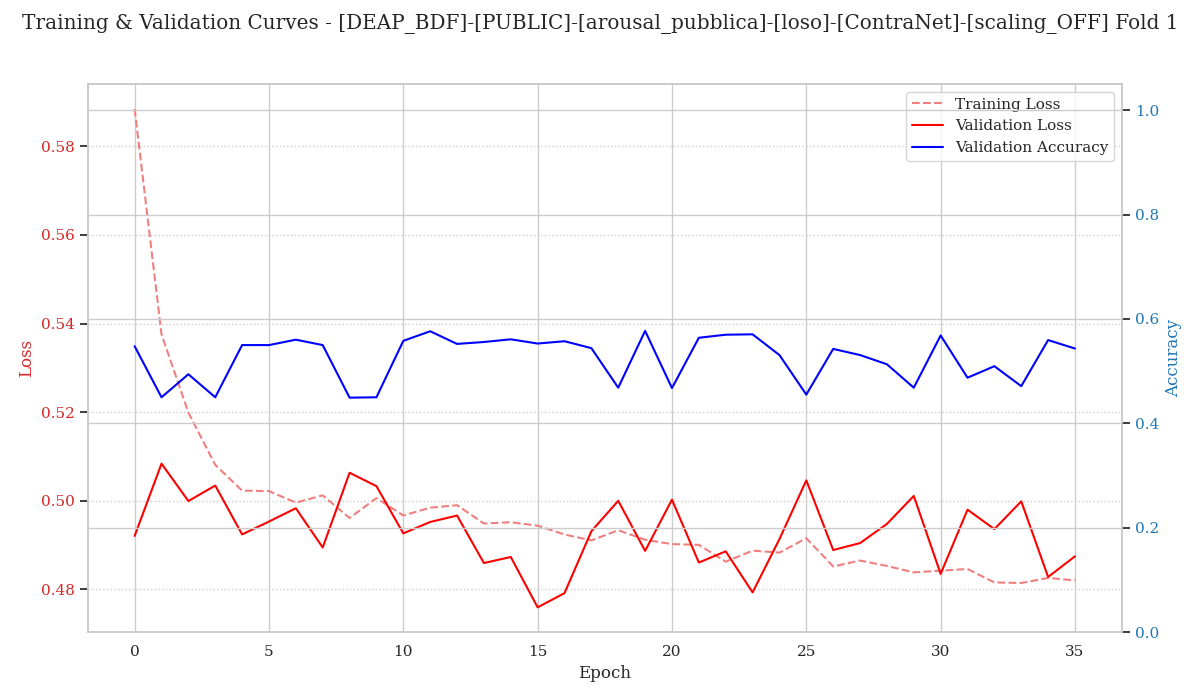 Training & Validation Curves - [DEAP_BDF]-[PUBLIC]-[arousal_pubblica]-[loso]-[ContraNet]-[scaling_OFF] Fold 1
Training Loss
Validation Loss
Validation Accuracy
Loss
0.58
0.56
0.54
0.52
0.50
0.48
1.0
0.8
0.6
0.4
0.2
0.0
Accuracy
0 5 10 15 20 25 30 35
Epoch